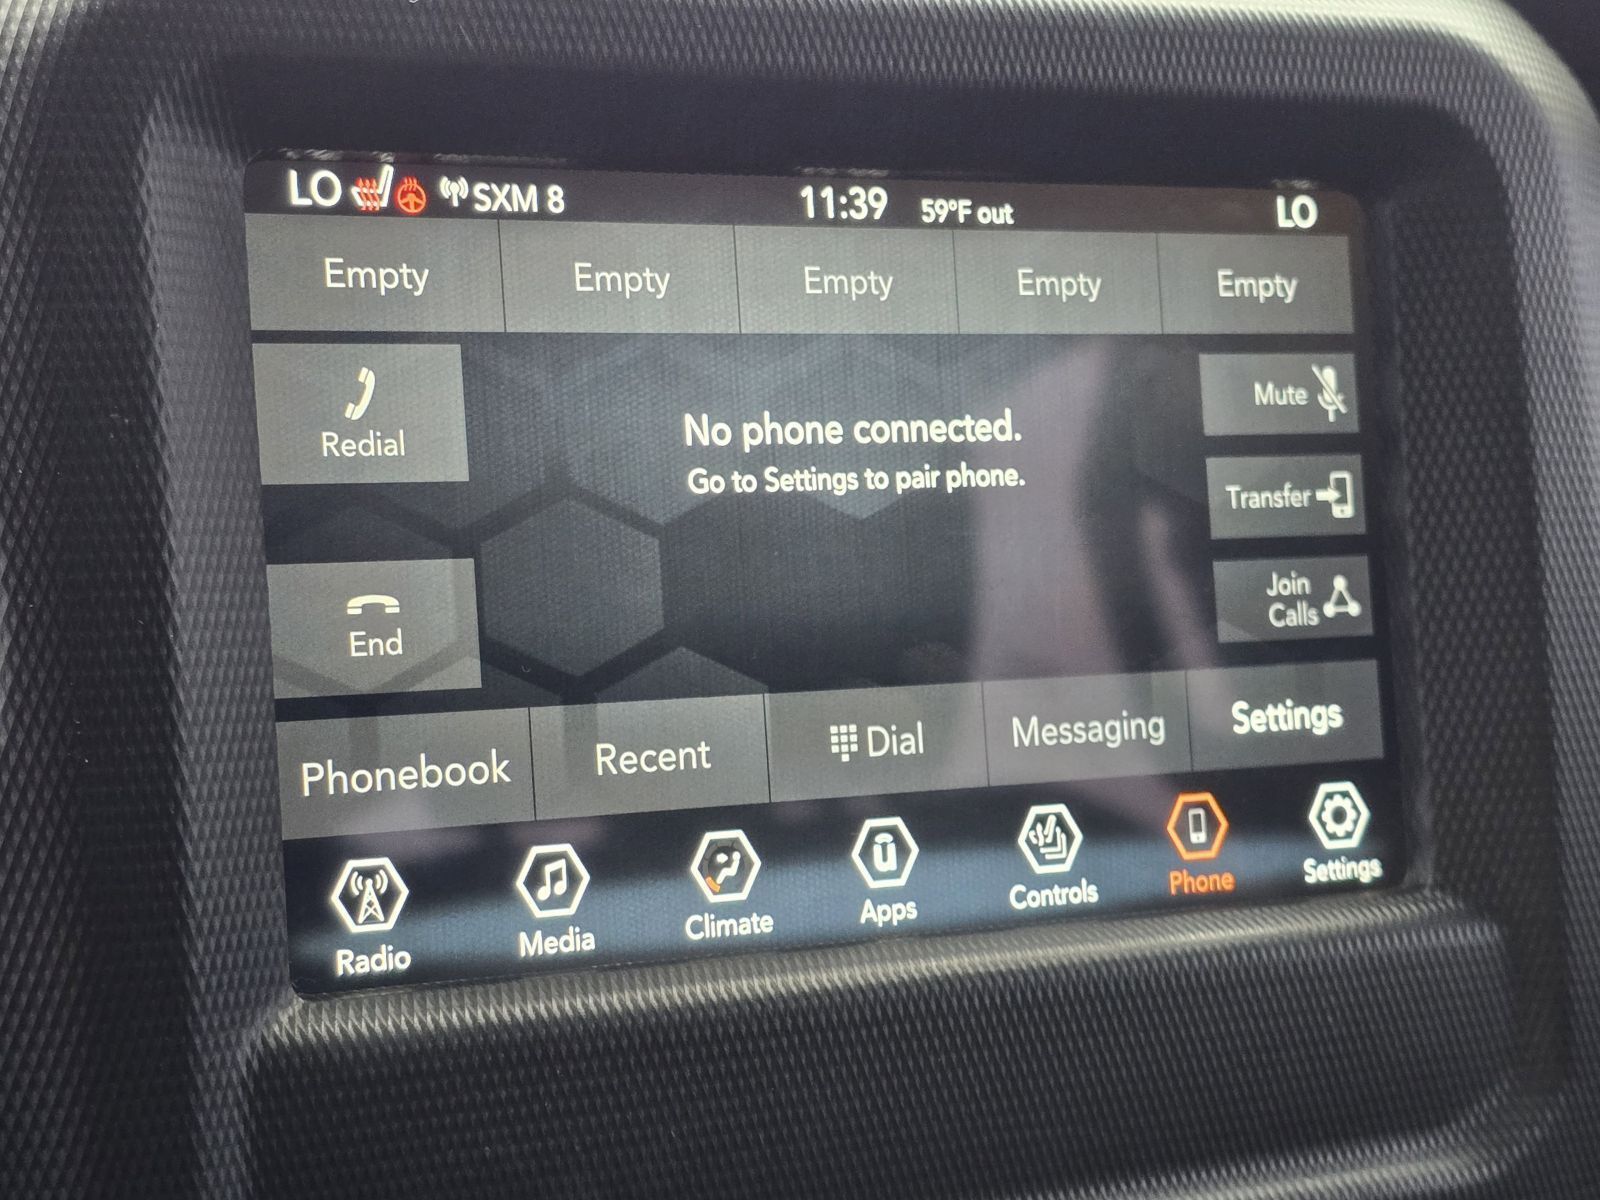 LO SXM 8 11:39 59°F out LO
Empty Empty Empty Empty Empty
Redial
No phone connected.
Go to Settings to pair phone.
Mute
Transfer
Join
Calls
End
Phonebook Recent Dial Messaging Settings
Radio Media Climate Apps Controls Phone Settings